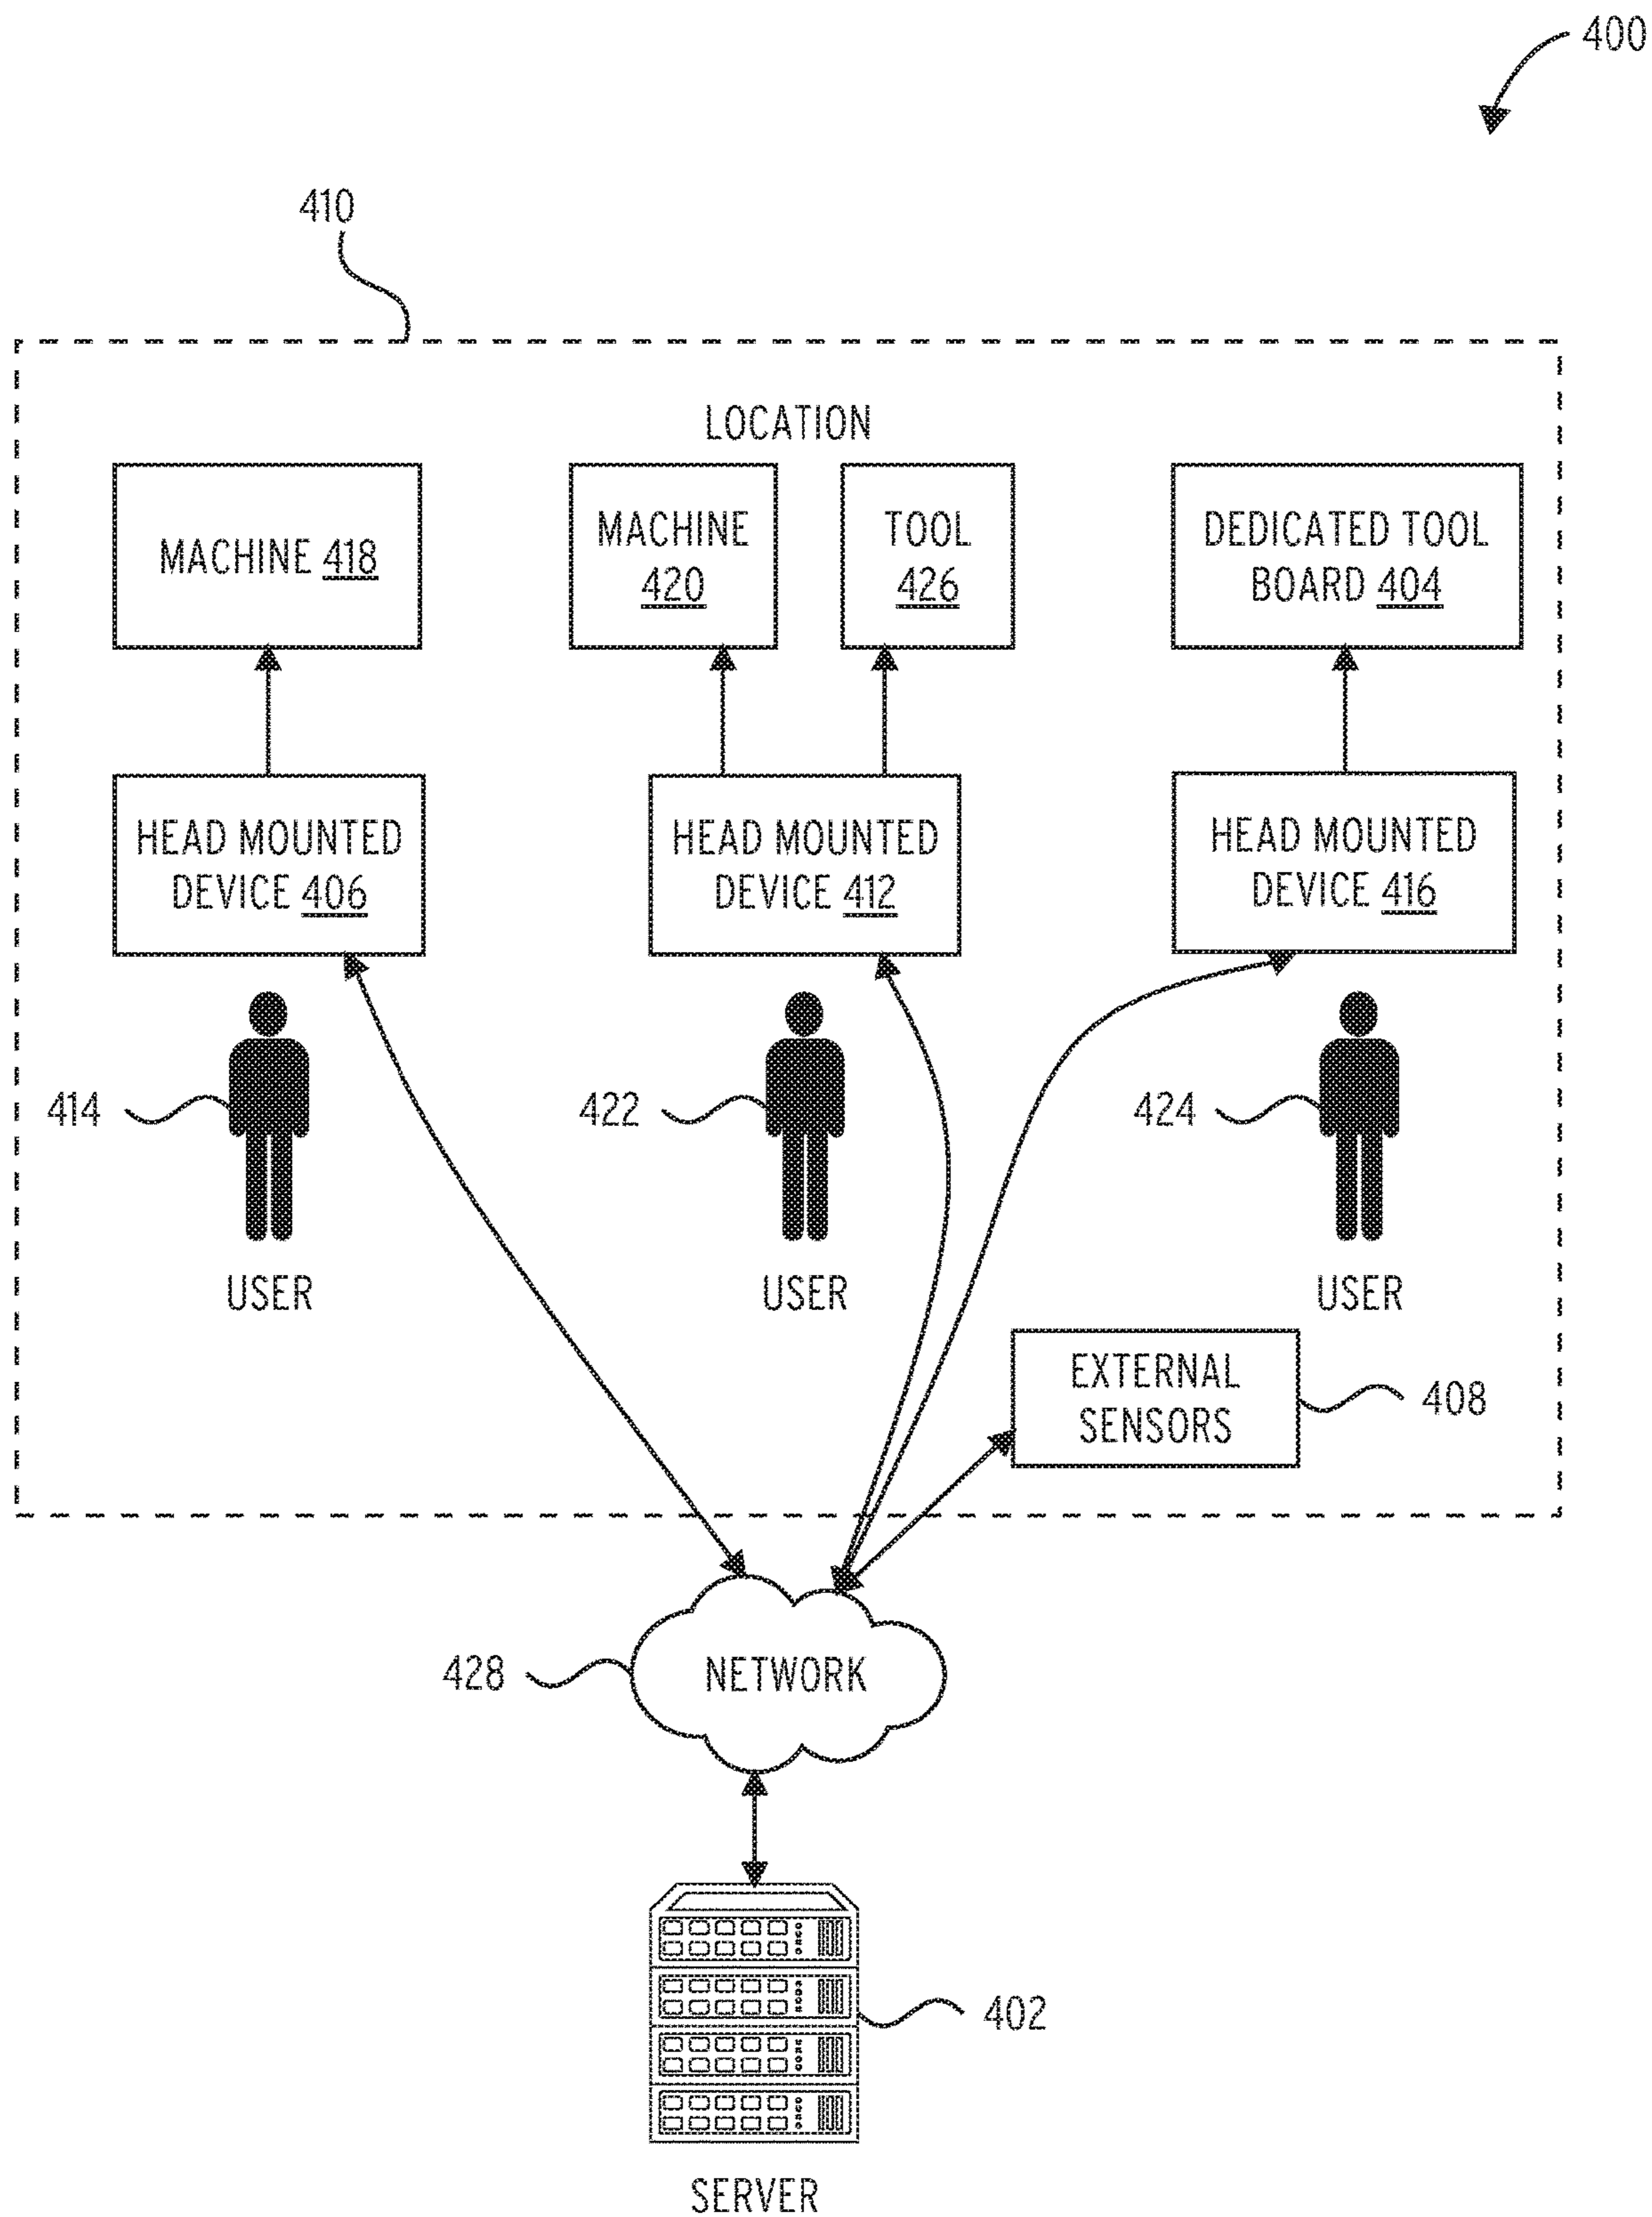 400
410
LOCATION
MACHINE 418
MACHINE
420
TOOL
426
DEDICATED TOOL
BOARD 404
HEAD MOUNTED
DEVICE 406
HEAD MOUNTED
DEVICE 412
HEAD MOUNTED
DEVICE 416
414
422
424
USER
USER
USER
EXTERNAL
SENSORS
408
428
NETWORK
402
SERVER